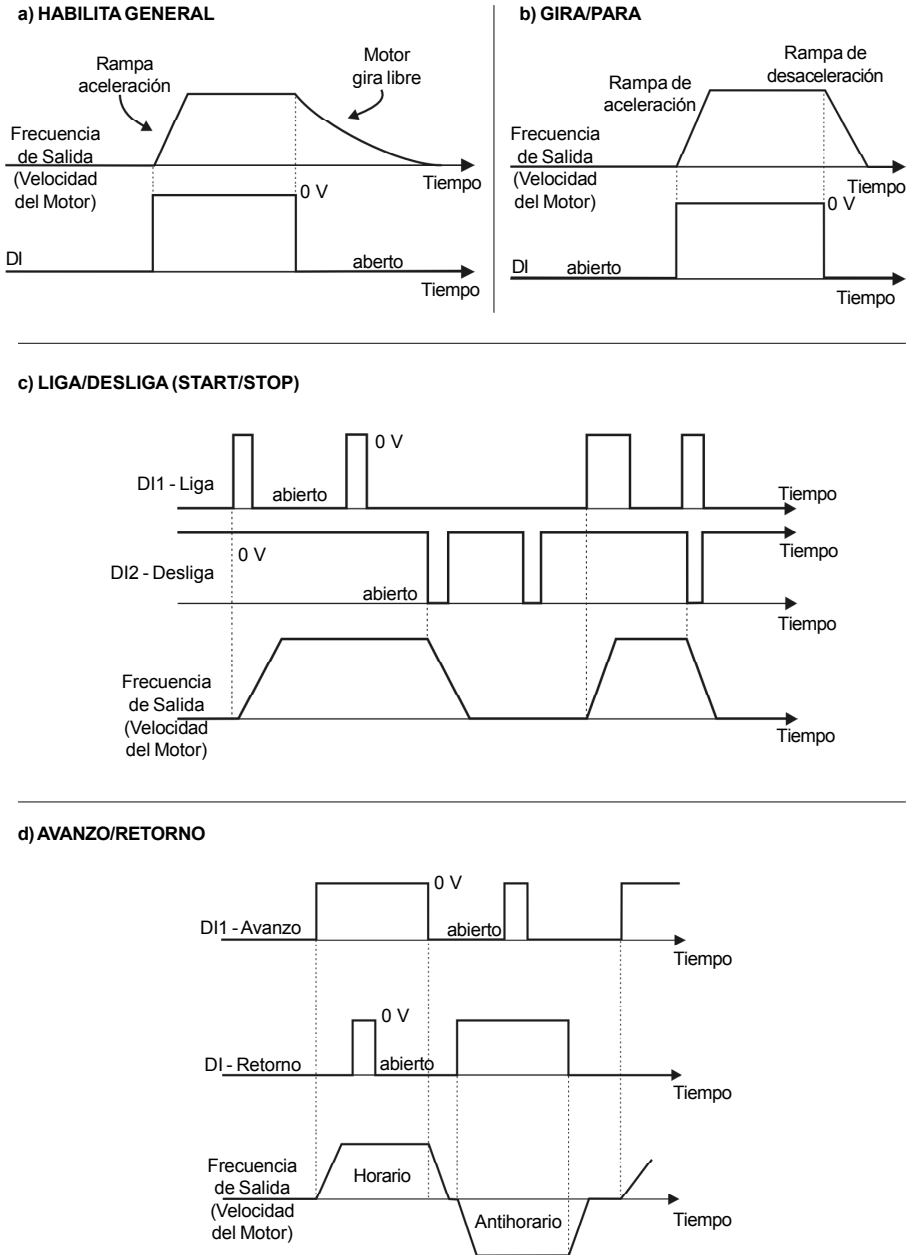 a) HABILITA GENERAL
Rampa
aceleración
Motor
gira libre
Frecuencia
de Salida
(Velocidad
del Motor)
Tiempo
0 V
DI
aberto
Tiempo
b) GIRA/PARA
Rampa de
desaceleración
Rampa de
aceleración
Frecuencia
de Salida
(Velocidad
del Motor)
Tiempo
0 V
DI
abierto
Tiempo
c) LIGA/DESLIGA (START/STOP)
0 V
DI1 - Liga
abierto
Tiempo
0 V
Tiempo
DI2 - Desliga
abierto
Tiempo
Frecuencia
de Salida
(Velocidad
del Motor)
Tiempo
d) AVANZO/RETORNO
0 V
DI1 - Avanzo
abierto
Tiempo
0 V
DI - Retorno
abierto
Tiempo
Frecuencia
de Salida
(Velocidad
del Motor)
Horario
Antihorario
Tiempo